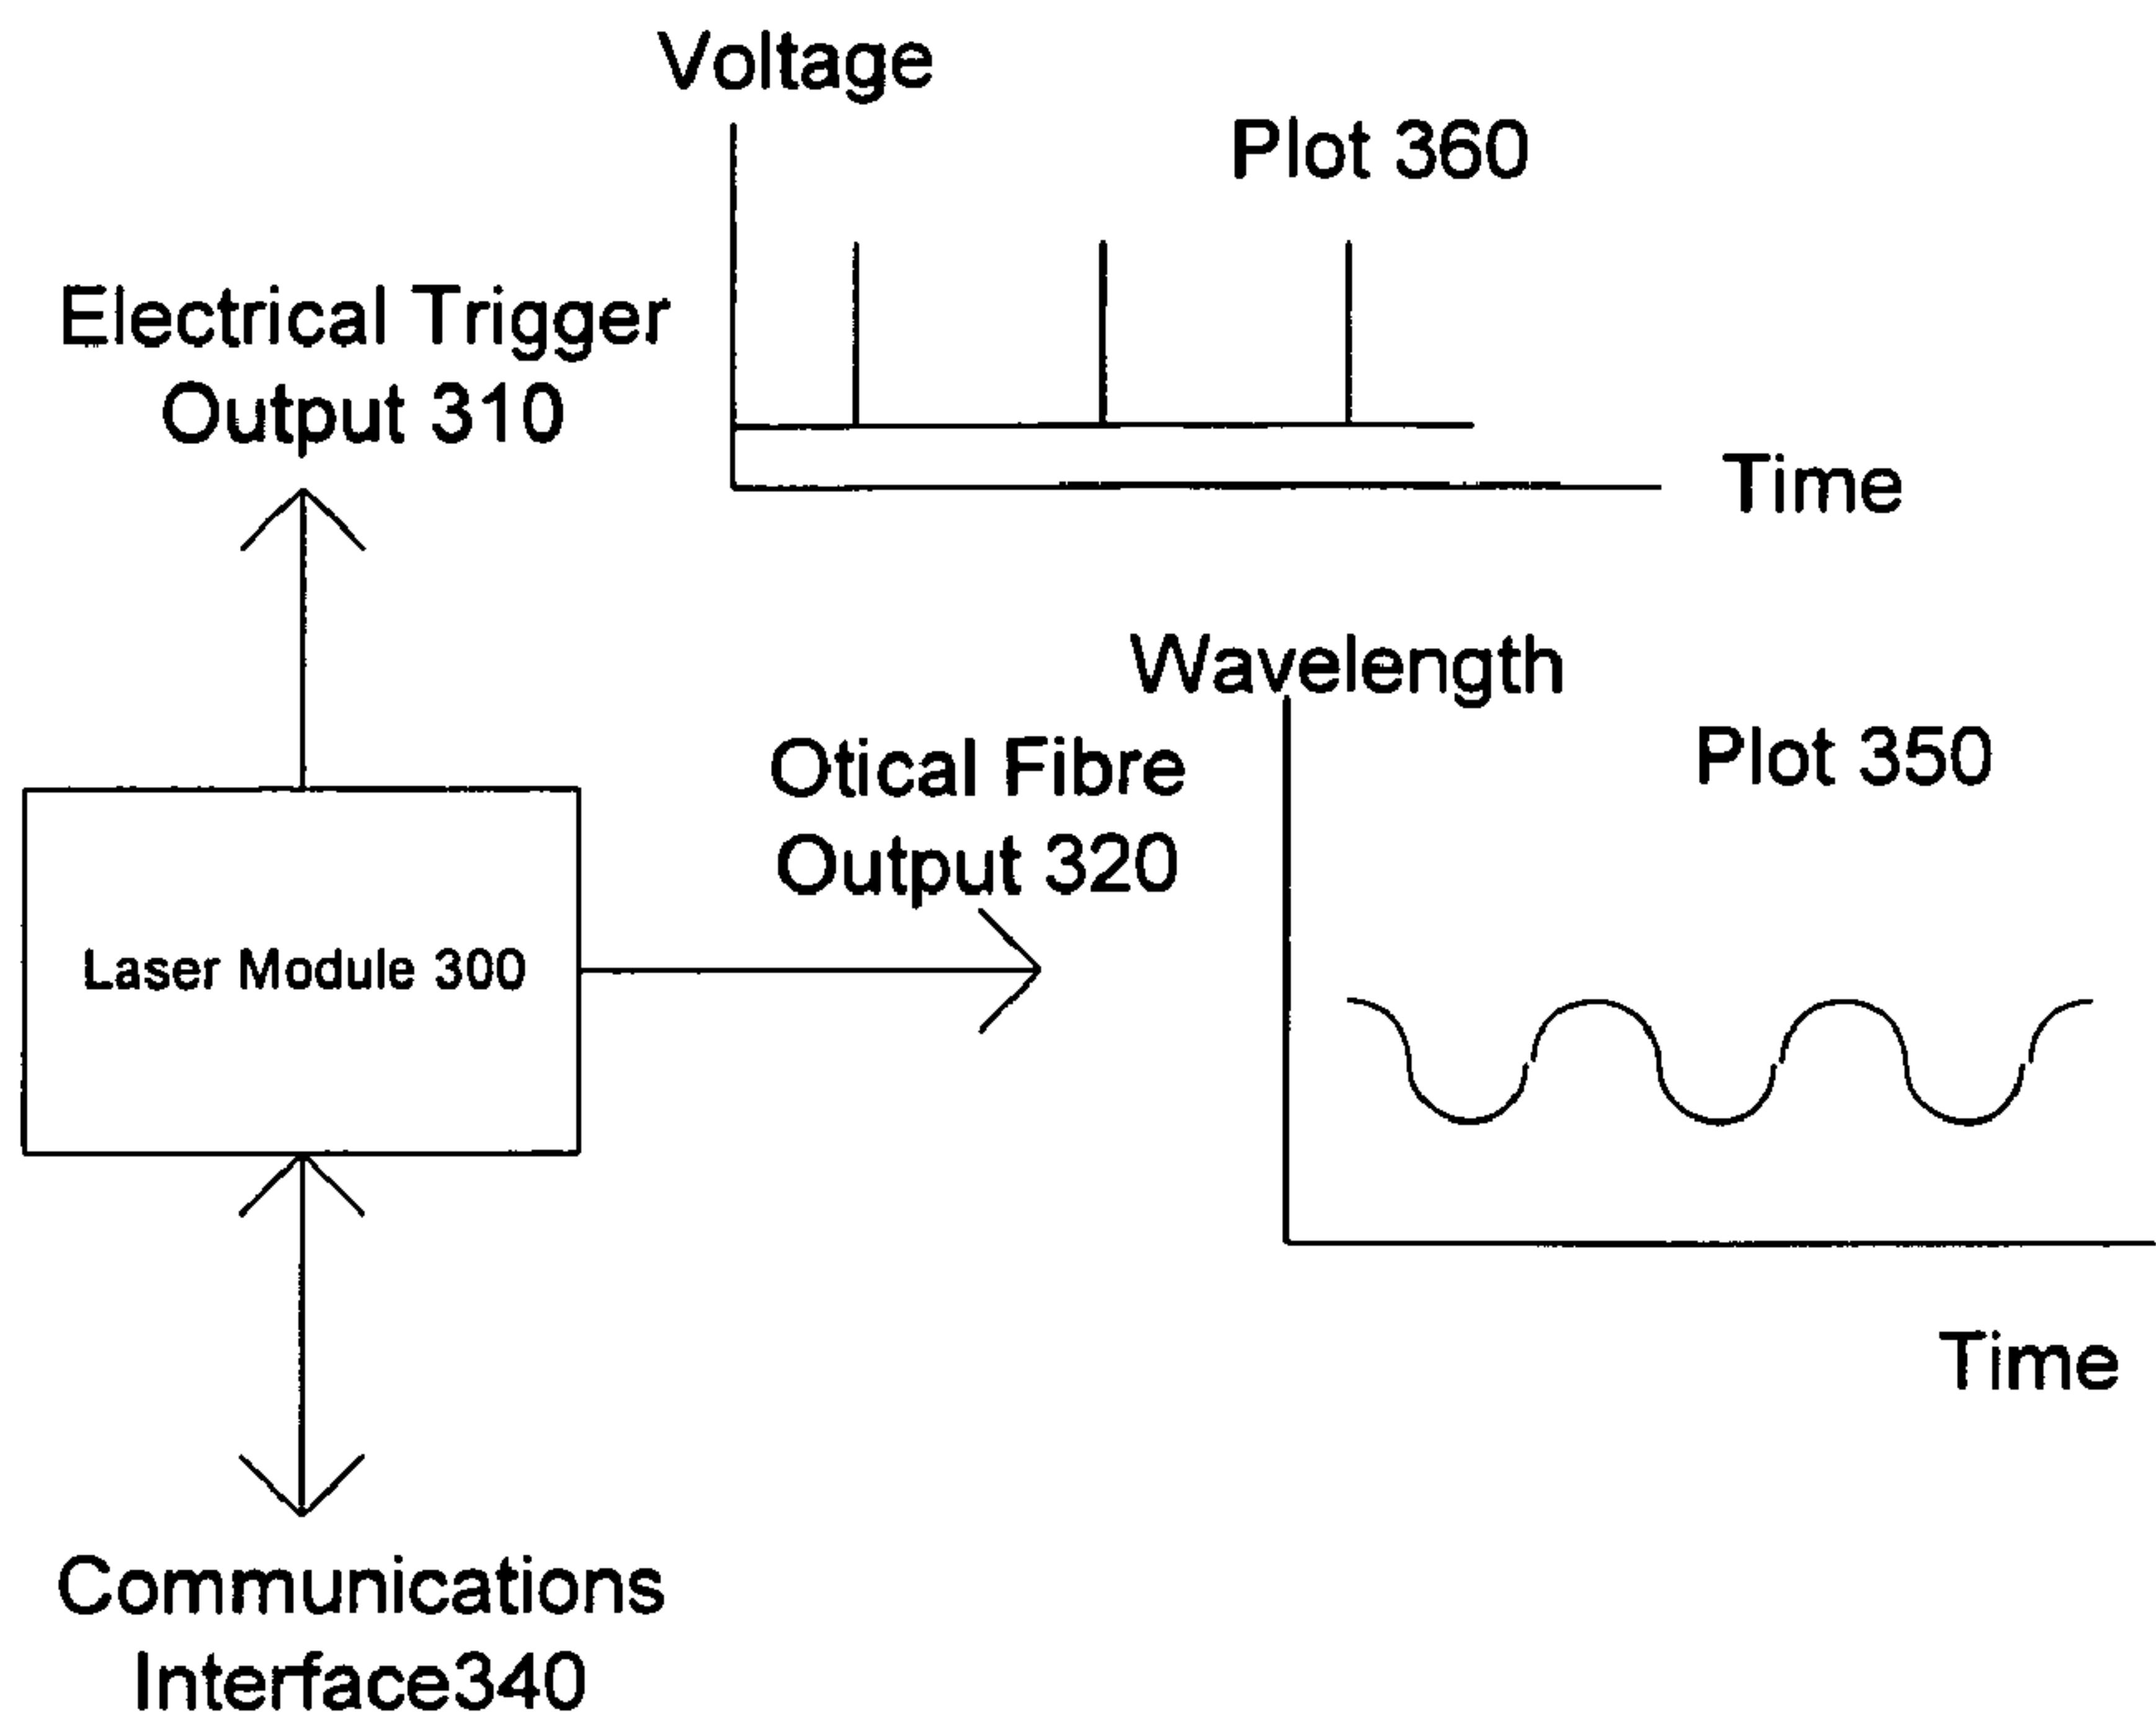 Voltage
Plot 360
Electrical Trigger
Output 310
Time
Wavelength
Plot 350
Otical Fibre
Output 320
Laser Module 300
Time
Communications
Interface340